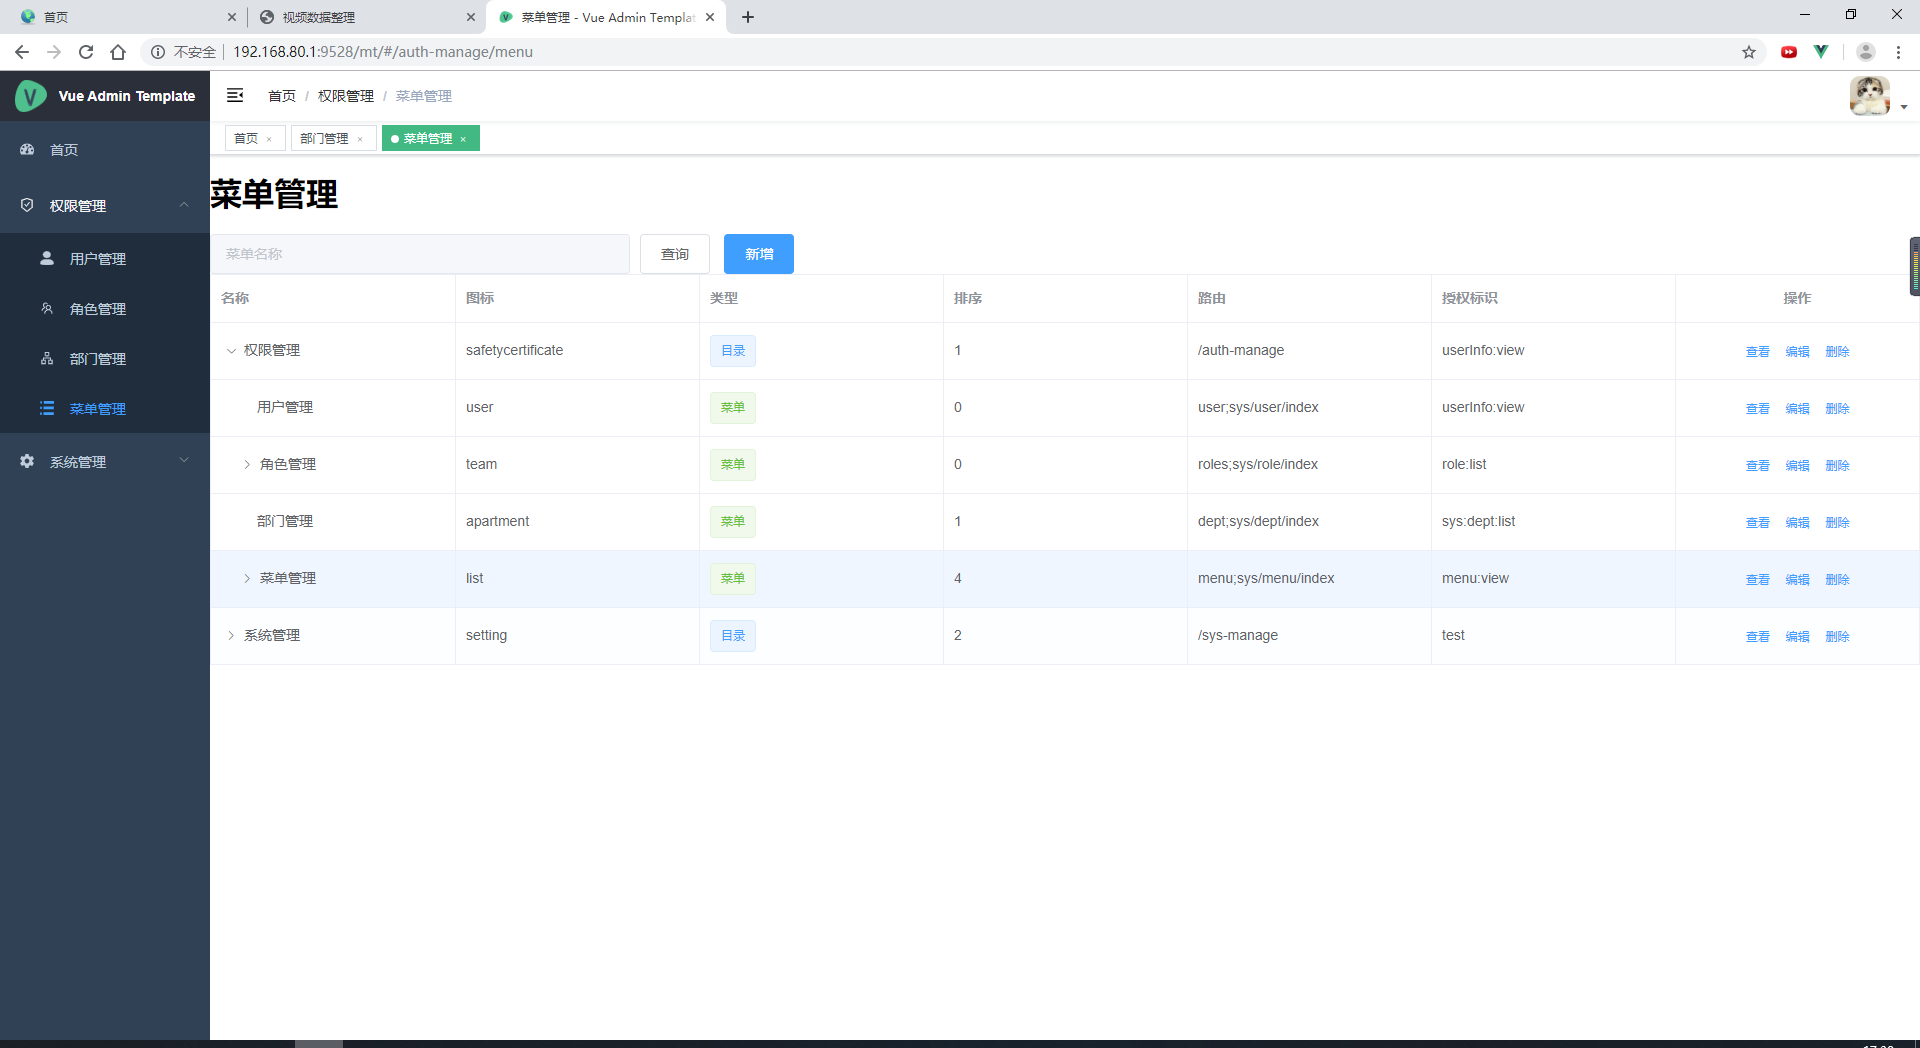 首页
视频数据整理
菜单管理 - Vue Admin Templat
不安全 192.168.80.1:9528/mt/#/auth-manage/menu
Vue Admin Template
首页 / 权限管理 / 菜单管理
首页 × 部门管理 × 菜单管理 ×
首页
权限管理
用户管理
角色管理
部门管理
菜单管理
系统管理
菜单管理
菜单名称 查询 新增
名称 图标 类型 排序 路由 授权标识 操作
权限管理 safetycertificate 目录 1 /auth-manage userInfo:view 查看 编辑 删除
用户管理 user 菜单 0 user;sys/user/index userInfo:view 查看 编辑 删除
角色管理 team 菜单 0 roles;sys/role/index role:list 查看 编辑 删除
部门管理 apartment 菜单 1 dept;sys/dept/index sys:dept:list 查看 编辑 删除
菜单管理 list 菜单 4 menu;sys/menu/index menu:view 查看 编辑 删除
系统管理 setting 目录 2 /sys-manage test 查看 编辑 删除